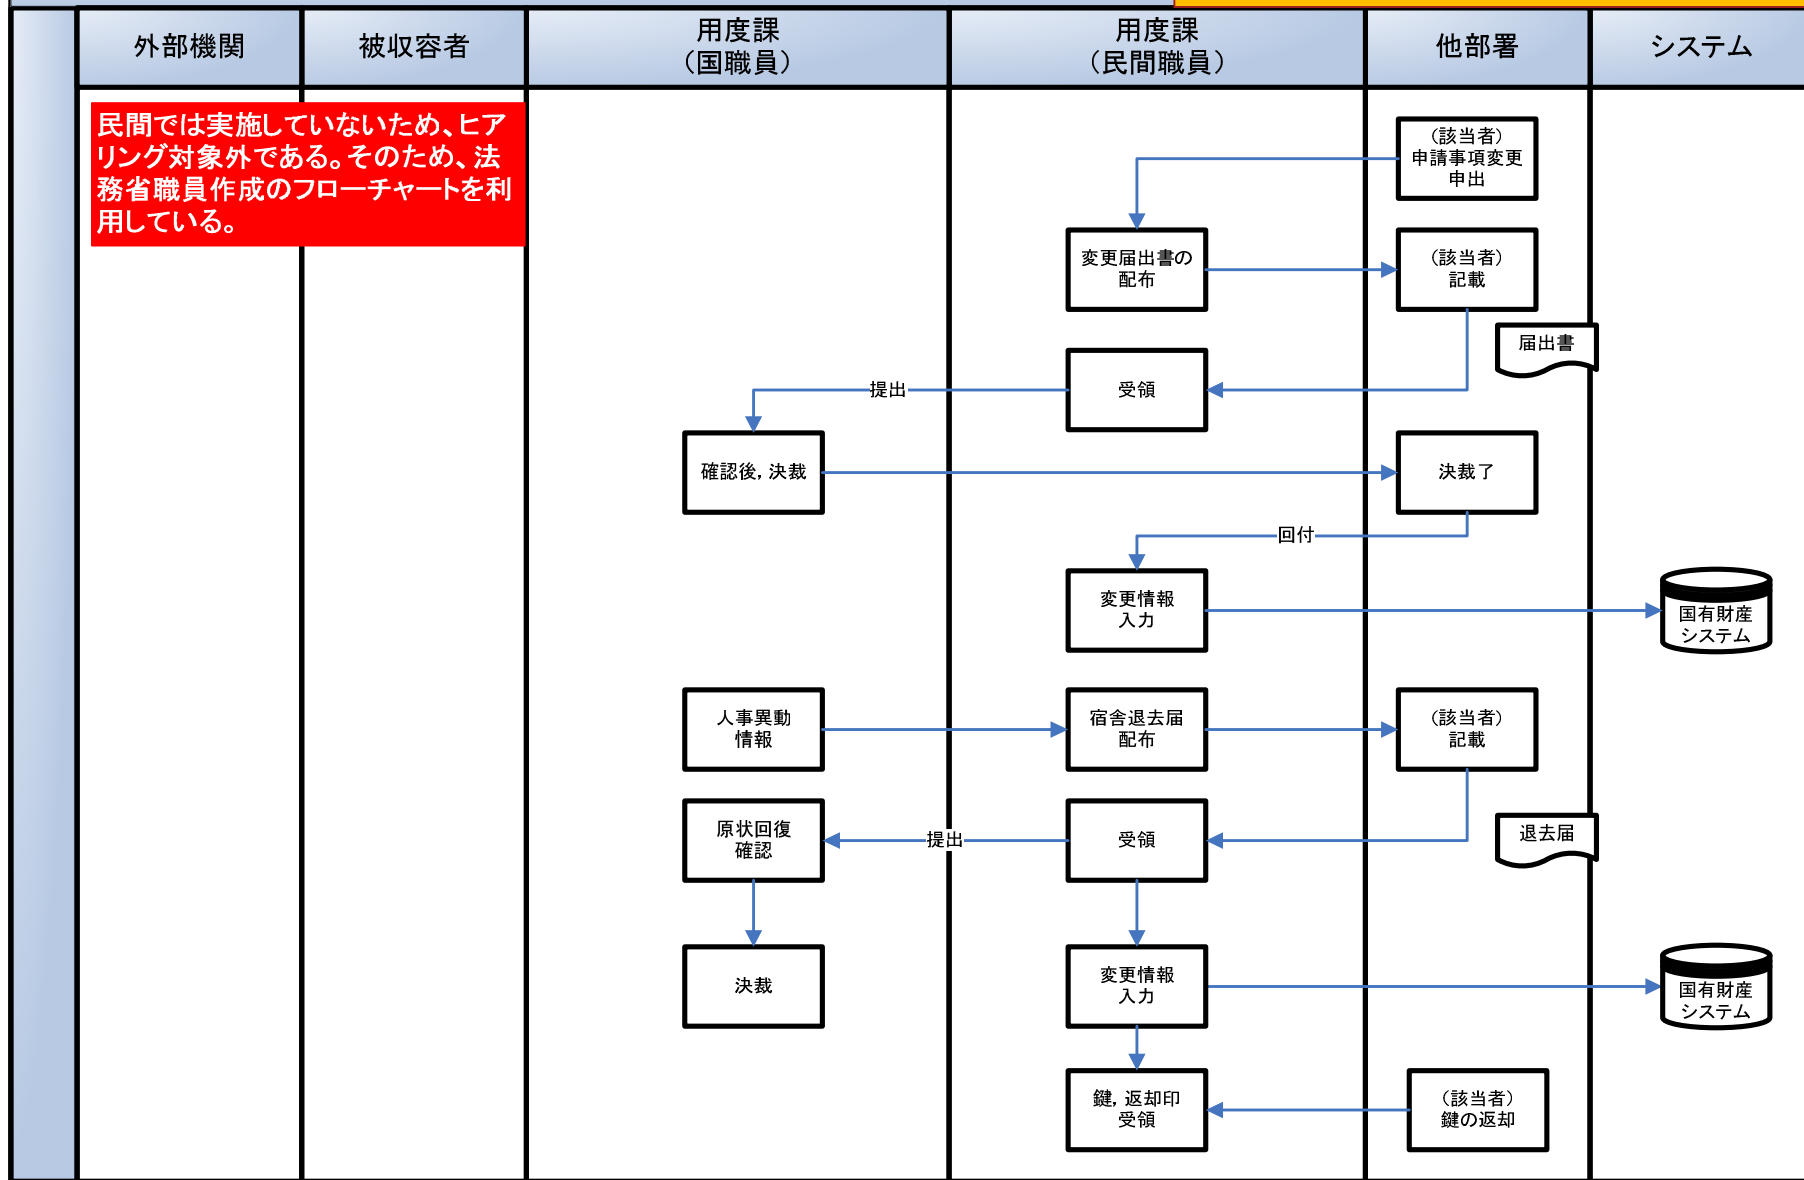 外部機関
被収容者
用度課
（国職員）
用度課
（民間職員）
他部署
システム
民間では実施していないため、ヒア
リング対象外である。そのため、法
務省職員作成のフローチャートを利
用している。
（該当者）
申請事項変更
申出
変更届出書の
配布
（該当者）
記載
届出書
受領
提出
確認後，決裁
決裁了
回付
変更情報
入力
国有財産
システム
人事異動
情報
宿舎退去届
配布
（該当者）
記載
退去届
受領
提出
原状回復
確認
決裁
変更情報
入力
国有財産
システム
鍵，返却印
受領
（該当者）
鍵の返却